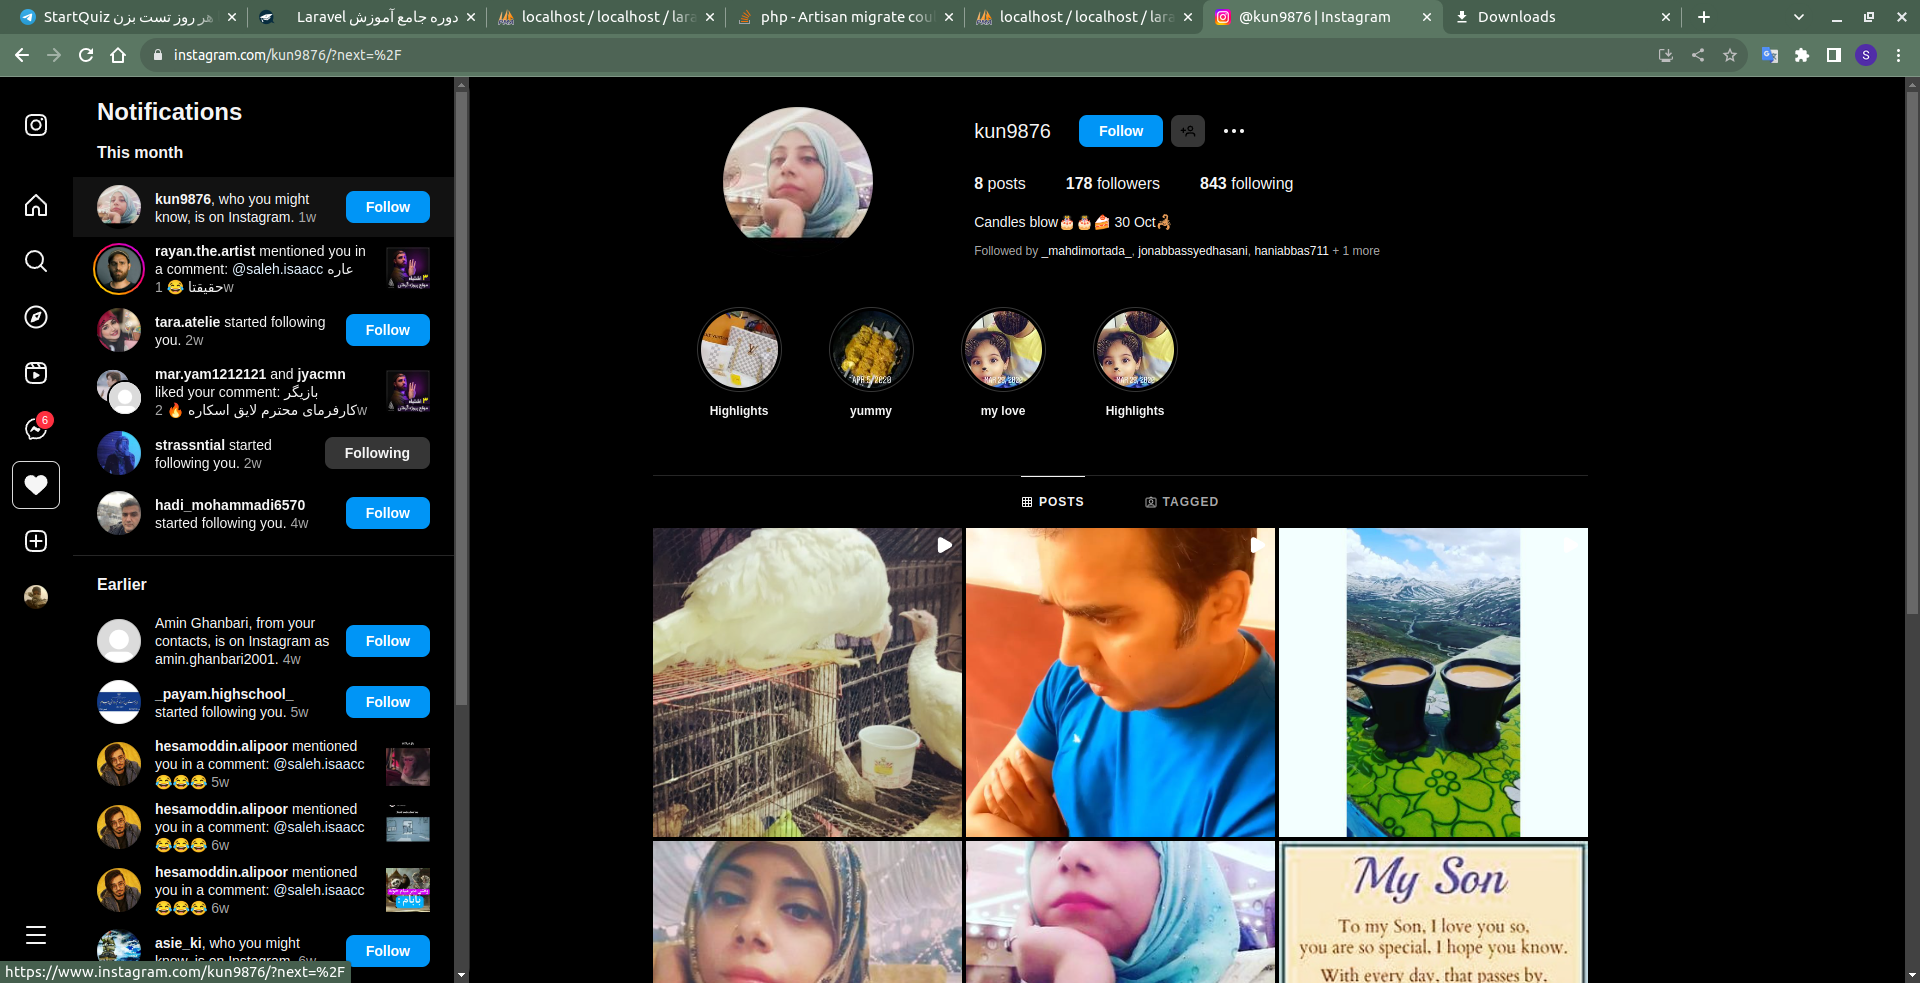 StartQuiz هر روز تست بزن
دوره جامع آموزش Laravel
localhost / localhost / lara
php - Artisan migrate coul
localhost / localhost / lara
@kun9876 | Instagram
Downloads
instagram.com/kun9876/?next=%2F
S
Notifications
This month
kun9876, who you might
know, is on Instagram. 1w
Follow
rayan.the.artist mentioned you in
a comment: @saleh.isaacc عاره
حقیقتا 😂 1w
tara.atelie started following
you. 2w
Follow
mar.yam1212121 and jyacmn
liked your comment: بازیگر
کارفرمای محترم لایق اسکاره 🔥 2w
6
strassntial started
following you. 2w
Following
hadi_mohammadi6570
started following you. 4w
Follow
Earlier
Amin Ghanbari, from your
contacts, is on Instagram as
amin.ghanbari2001. 4w
Follow
_payam.highschool_
started following you. 5w
Follow
hesamoddin.alipoor mentioned
you in a comment: @saleh.isaacc
😂😂😂 5w
hesamoddin.alipoor mentioned
you in a comment: @saleh.isaacc
😂😂😂 6w
hesamoddin.alipoor mentioned
you in a comment: @saleh.isaacc
😂😂😂 6w
asie_ki, who you might
know, is on Instagram. 6w
Follow
https://www.instagram.com/kun9876/?next=%2F
kun9876
Follow
8 posts
178 followers
843 following
Candles blow🎂🎂🍰 30 Oct🦂
Followed by _mahdimortada_, jonabbassyedhasani, haniabbas711 + 1 more
APR 5/2020
MAR 23, 2020
MAR 23, 2020
Highlights
yummy
my love
Highlights
POSTS
TAGGED
My Son
To my Son, I love you so,
you are so special, I hope you know.
With every day, that passes by,